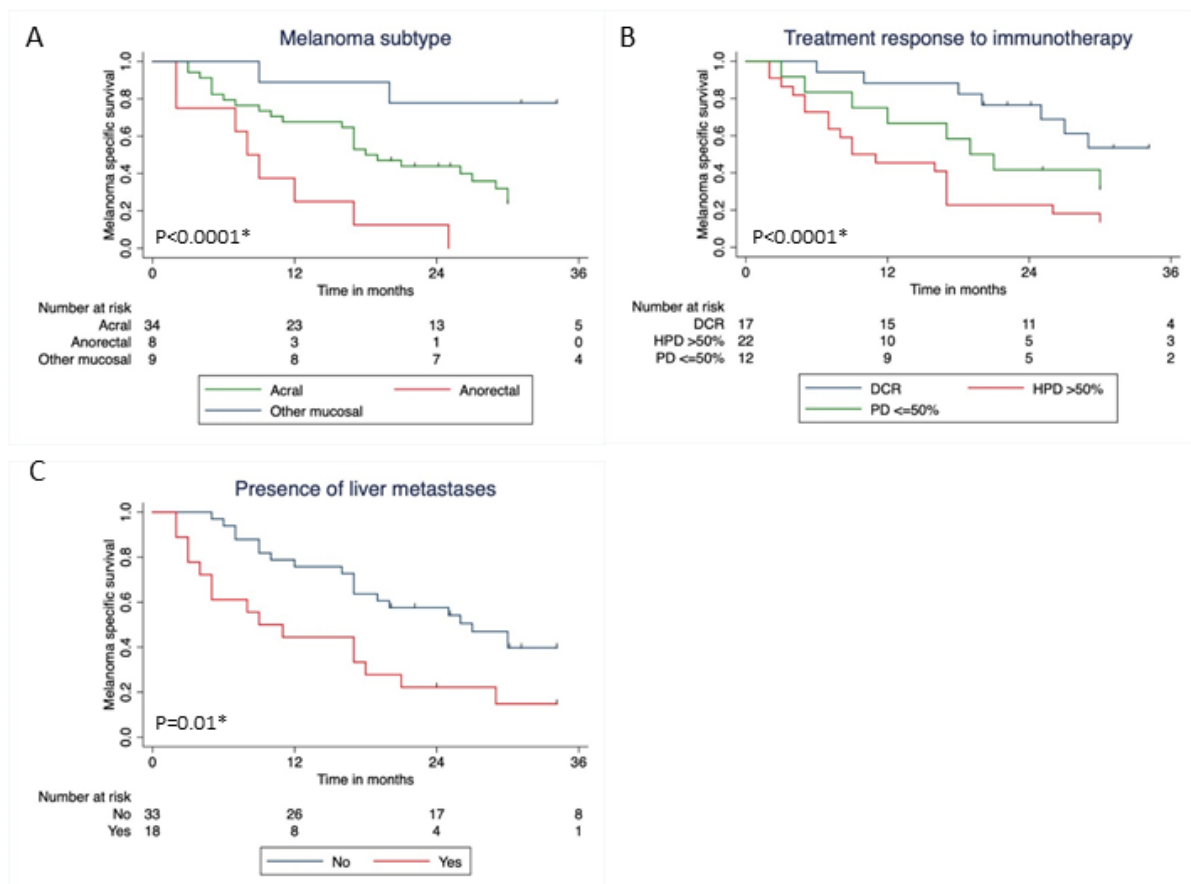 A
Melanoma subtype
Melanoma specific survival
1.0
0.8
0.6
0.4
0.2
0.0
P<0.0001*
0 12 24 36
Time in months
Number at risk
Acral 34 23 13 5
Anorectal 8 3 1 0
Other mucosal 9 8 7 4
Acral Anorectal
Other mucosal
B
Treatment response to immunotherapy
Melanoma specific survival
1.0
0.8
0.6
0.4
0.2
0.0
P<0.0001*
0 12 24 36
Time in months
Number at risk
DCR 17 15 11 4
HPD >50% 22 10 5 3
PD <=50% 12 9 5 2
DCR HPD >50%
PD <=50%
C
Presence of liver metastases
Melanoma specific survival
1.0
0.8
0.6
0.4
0.2
0.0
P=0.01*
0 12 24 36
Time in months
Number at risk
No 33 26 17 8
Yes 18 8 4 1
No Yes